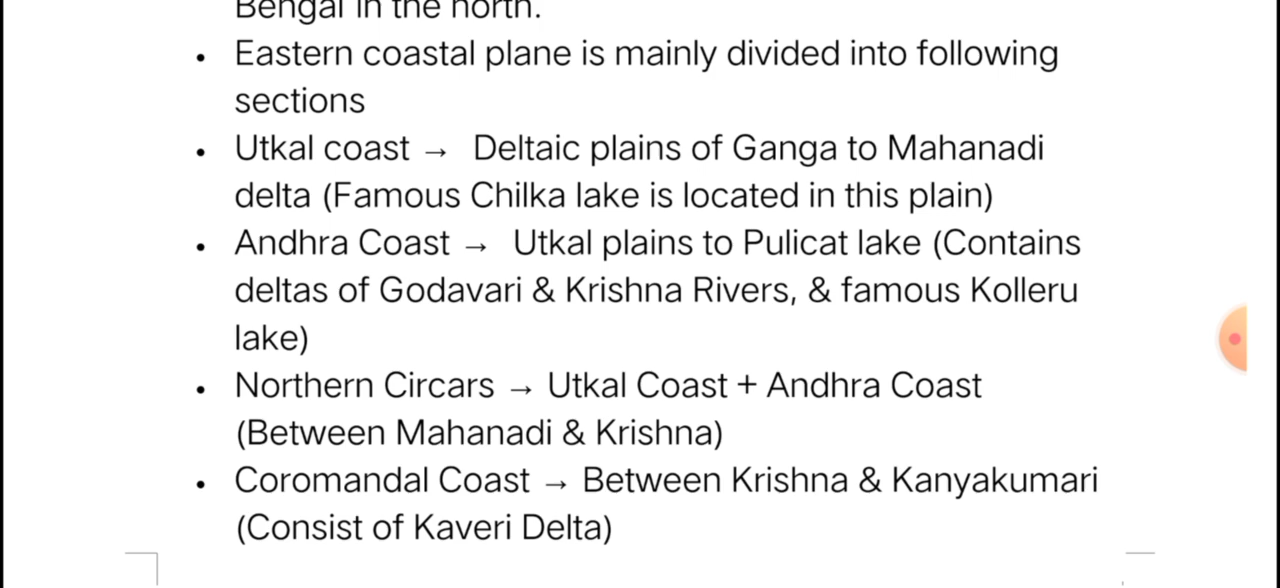 Bengal in the north.
• Eastern coastal plane is mainly divided into following
sections
• Utkal coast → Deltaic plains of Ganga to Mahanadi
delta (Famous Chilka lake is located in this plain)
• Andhra Coast → Utkal plains to Pulicat lake (Contains
deltas of Godavari & Krishna Rivers, & famous Kolleru
lake)
• Northern Circars → Utkal Coast + Andhra Coast
(Between Mahanadi & Krishna)
• Coromandal Coast → Between Krishna & Kanyakumari
(Consist of Kaveri Delta)